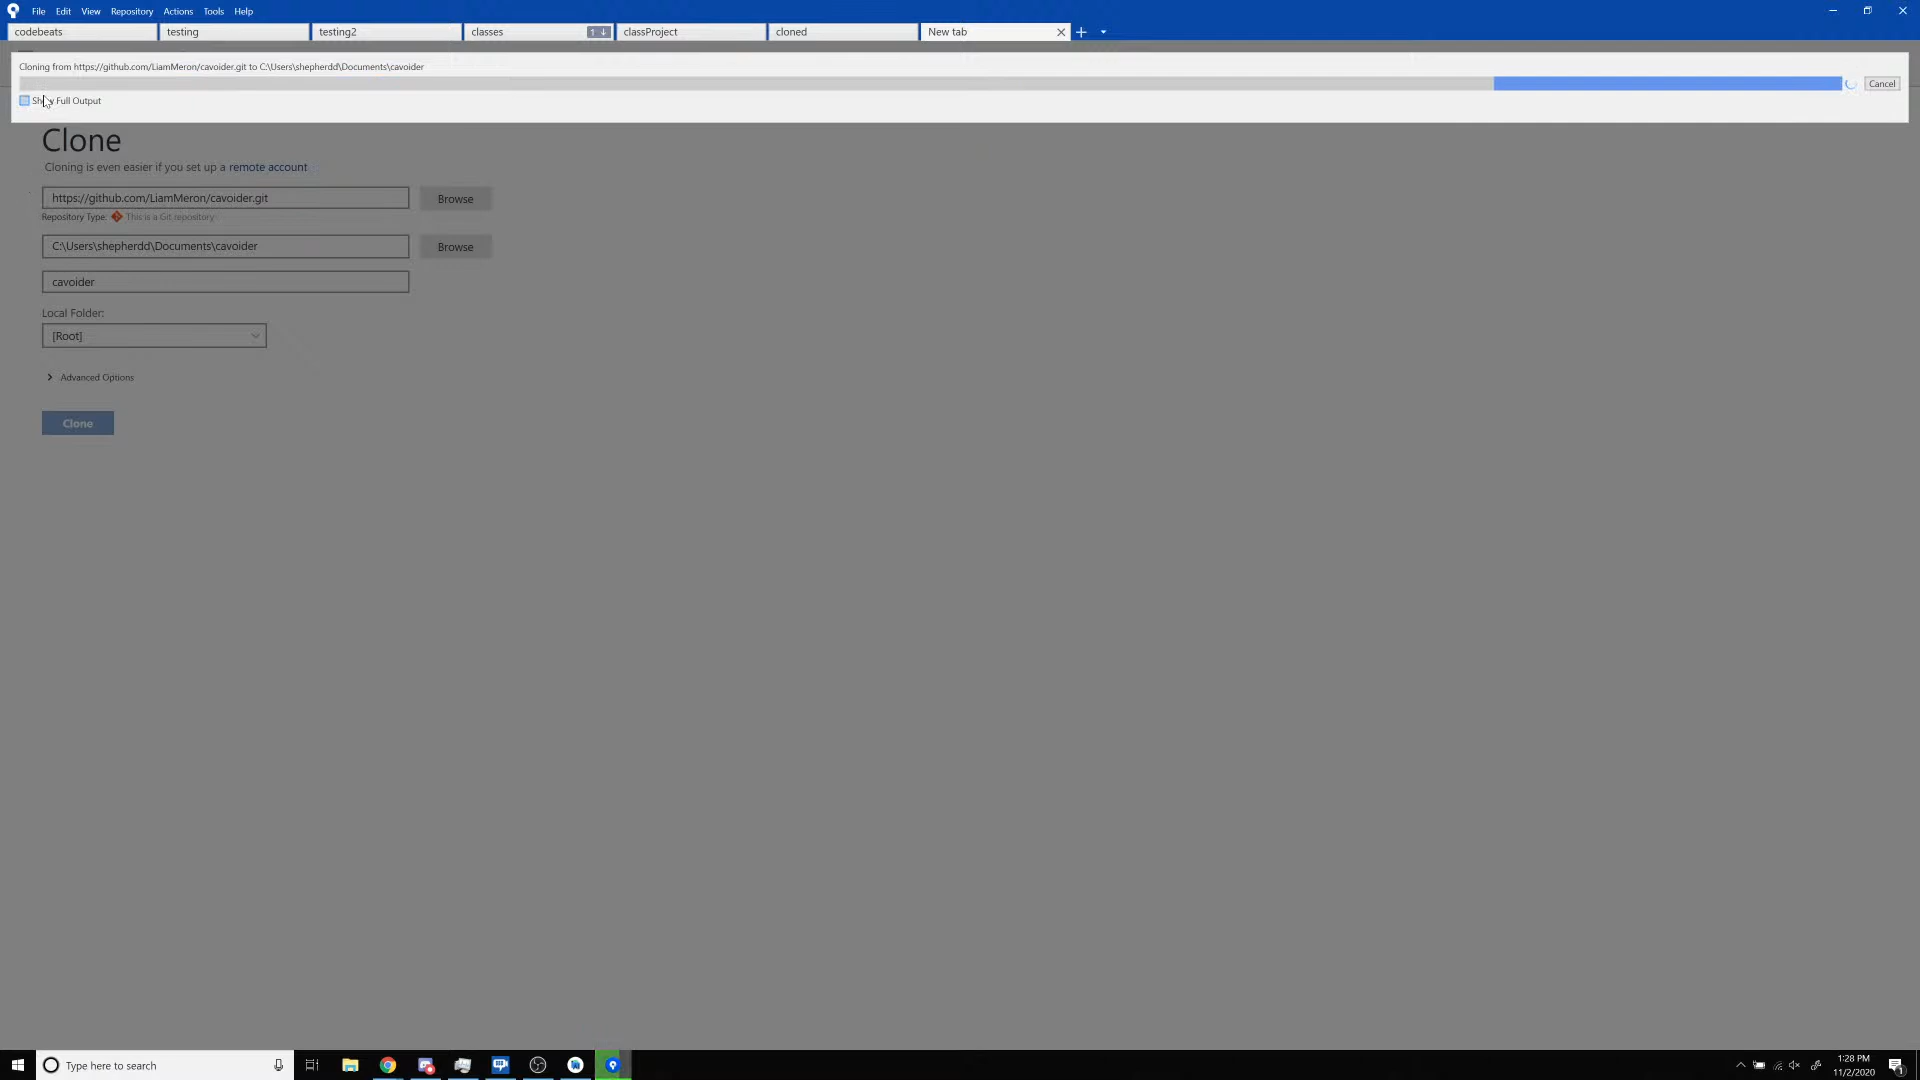 File Edit View Repository Actions Tools Help
codebeats testing testing2 classes 1 classProject cloned New tab
Cloning from https://github.com/LiamMeron/cavoider.git to C:\Users\shepherdd\Documents\cavoider
Cancel
Show Full Output
Clone
Cloning is even easier if you set up a remote account
https://github.com/LiamMeron/cavoider.git Browse
Repository Type: This is a Git repository
C:\Users\shepherdd\Documents\cavoider Browse
cavoider
Local Folder:
[Root]
Advanced Options
Clone
Type here to search
1:28 PM
11/2/2020
1